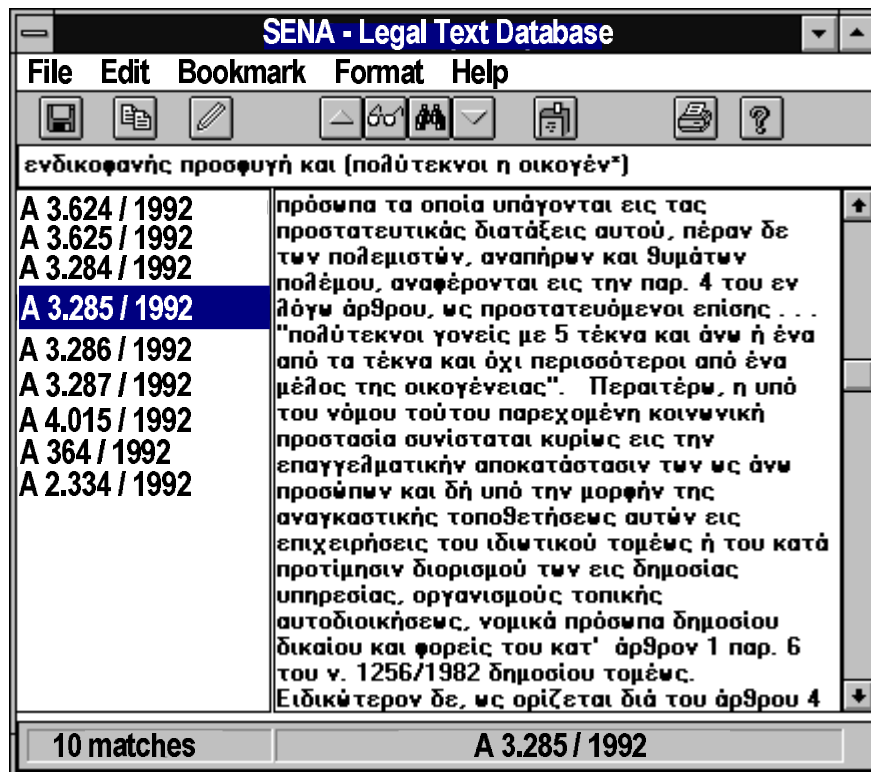 SENA - Legal Text Database
File Edit Bookmark Format Help
ενδικοφανής προσφυγή και (πολύτεκνοι η οικογέν*)
A 3.624 / 1992
A 3.625 / 1992
A 3.284 / 1992
A 3.285 / 1992
A 3.286 / 1992
A 3.287 / 1992
A 4.015 / 1992
A 364 / 1992
A 2.334 / 1992
πρόσωπα τα οποία υπάγονται εις τας
προστατευτικάς διατάξεις αυτού, πέραν δε
των πολεμιστών, αναπήρων και θυμάτων
πολέμου, αναφέρονται εις την παρ. 4 του εν
λόγω άρθρου, ως προστατευόμενοι επίσης . . .
"πολύτεκνοι γονείς με 5 τέκνα και άνω ή ένα
από τα τέκνα και όχι περισσότεροι από ένα
μέλος της οικογένειας". Περαιτέρω, η υπό
του νόμου τούτου παρεχομένη κοινωνική
προστασία συνίσταται κυρίως εις την
επαγγελματικήν αποκατάστασιν των ως άνω
προσώπων και δή υπό την μορφήν της
αναγκαστικής τοποθετήσεως αυτών εις
επιχειρήσεις του ιδιωτικού τομέως ή του κατά
προτίμησιν διορισμού των εις δημοσίας
υπηρεσίας, οργανισμούς τοπικής
αυτοδιοικήσεως, νομικά πρόσωπα δημοσίου
δικαίου και φορείς του κατ' άρθρον 1 παρ. 6
του ν. 1256/1982 δημοσίου τομέως.
Ειδικώτερον δε, ως ορίζεται διά του άρθρου 4
10 matches
A 3.285 / 1992